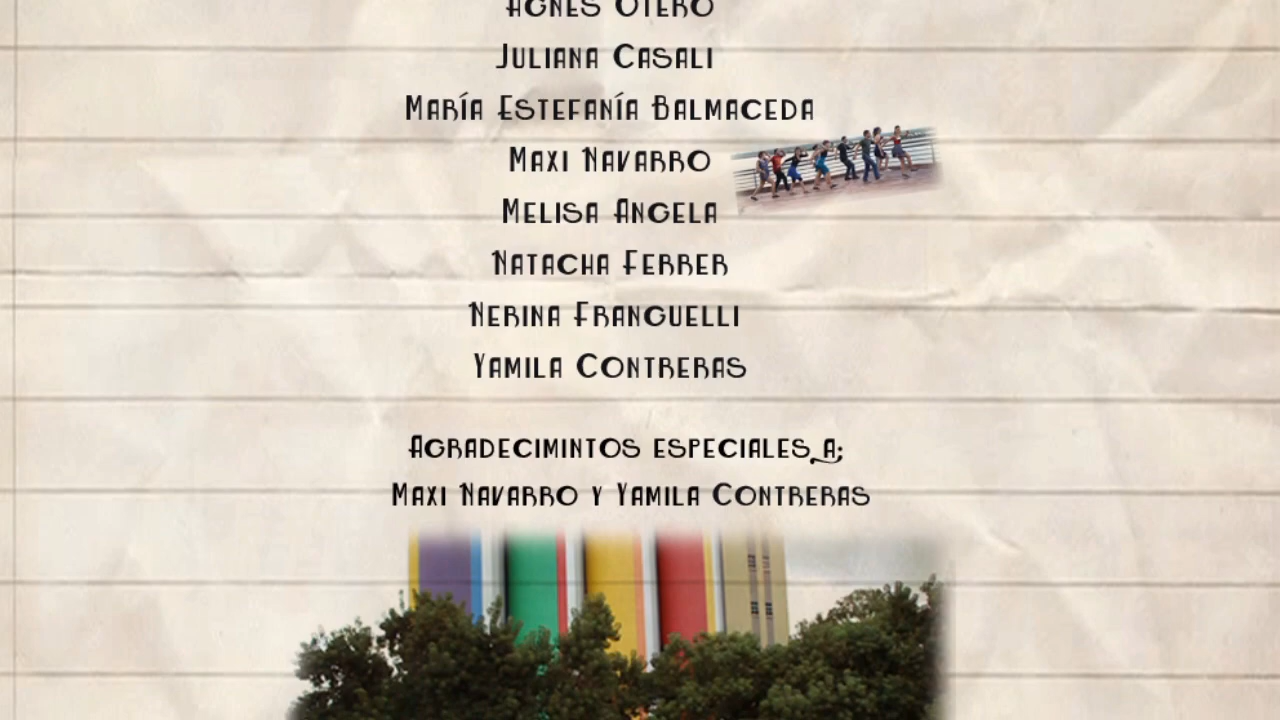 Agnes Otero
Juliana Casali
María Estefanía Balmaceda
Maxi Navarro
Melisa Angela
Natacha Ferrer
Nerina Franguelli
Yamila Contreras
Agradecimintos especiales a:
Maxi Navarro y Yamila Contreras